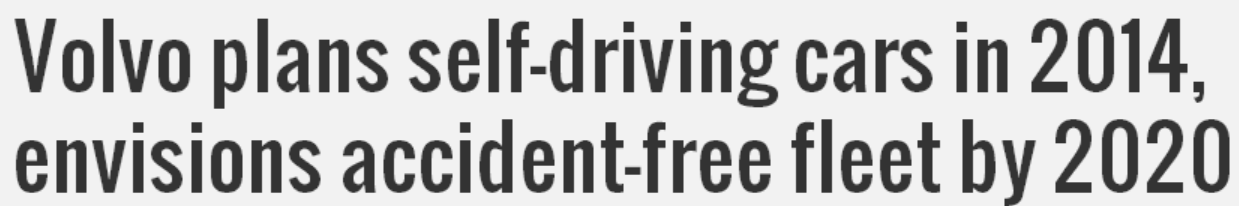 Volvo plans self-driving cars in 2014,
envisions accident-free fleet by 2020